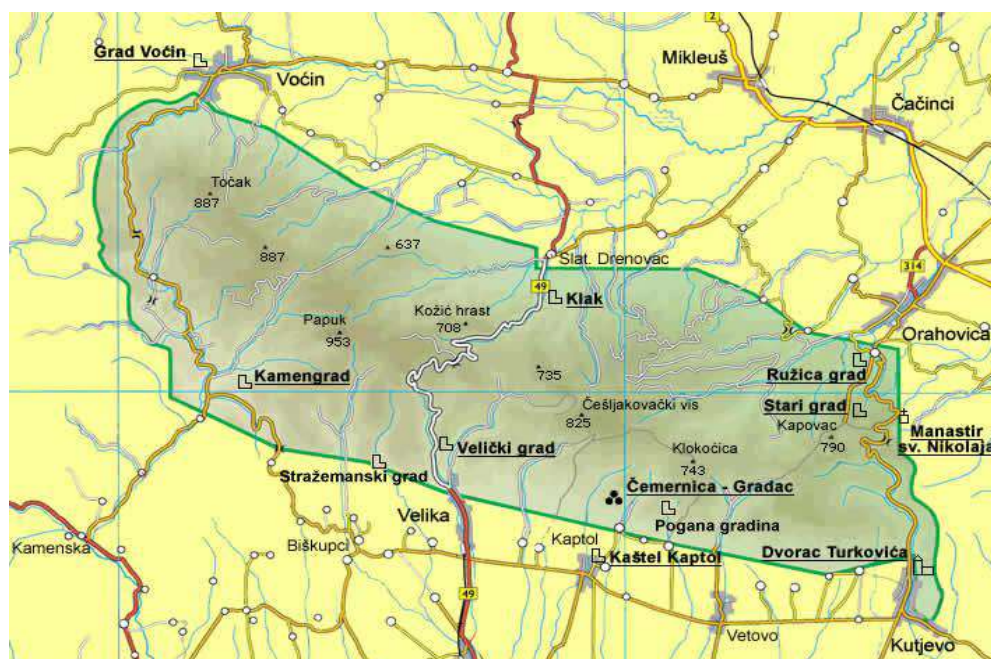 Grad Voćin
Voćin
2
Mikleuš
Čačinci
Točak
887
887
637
Slat. Drenovac
314
49
Klak
Kožić hrast
708
Papuk
953
Orahovica
Ružica grad
Kamengrad
735
Stari grad
Češljakovački vis
825
Kapovac
790
Manastir
sv. Nikolaja
Velički grad
Klokočica
743
Stražemanski grad
Čemernica - Gradac
Velika
Pogana gradina
Kamenska
Biškupci
Kaptol
Kaštel Kaptol
Dvorac Turkovića
49
Vetovo
Kutjevo